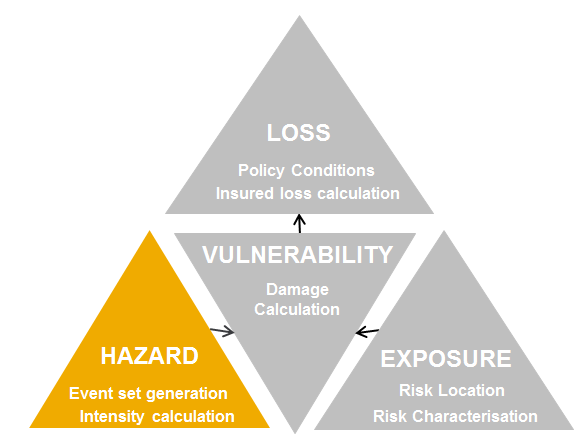 LOSS
Policy Conditions
Insured loss calculation
VULNERABILITY
Damage
Calculation
HAZARD
Event set generation
Intensity calculation
EXPOSURE
Risk Location
Risk Characterisation